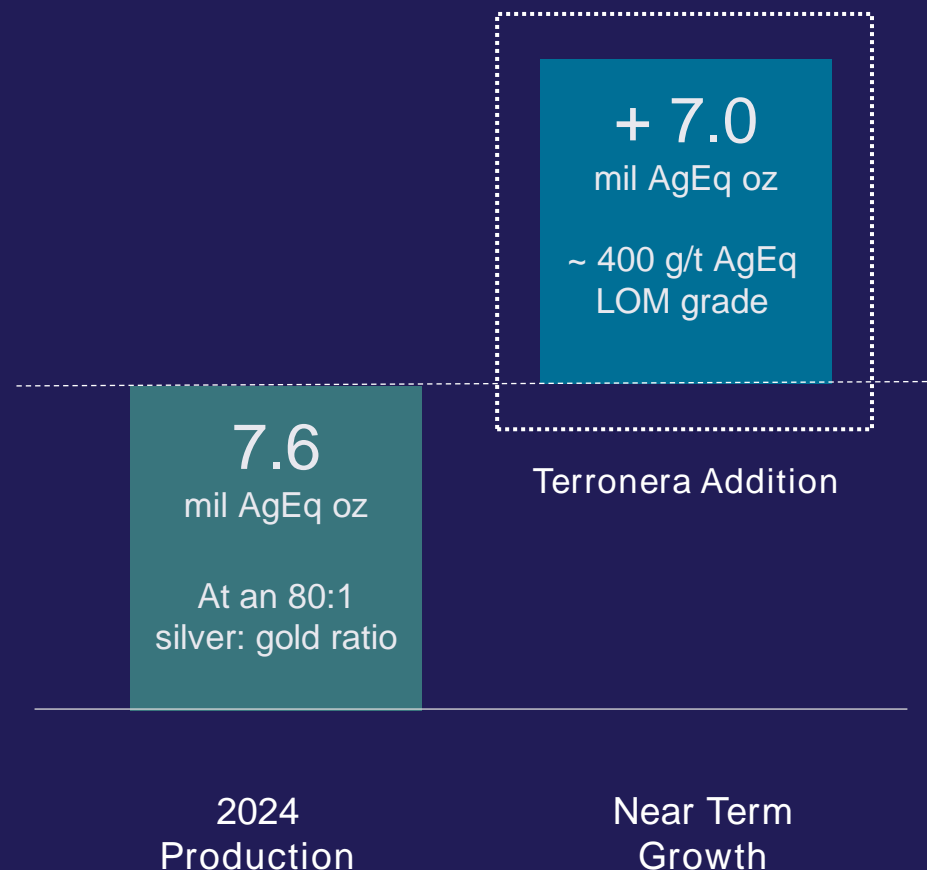 + 7.0
mil AgEq oz
~ 400 g/t AgEq
LOM grade
7.6
mil AgEq oz
At an 80:1
silver: gold ratio
Terronera Addition
2024
Production
Near Term
Growth